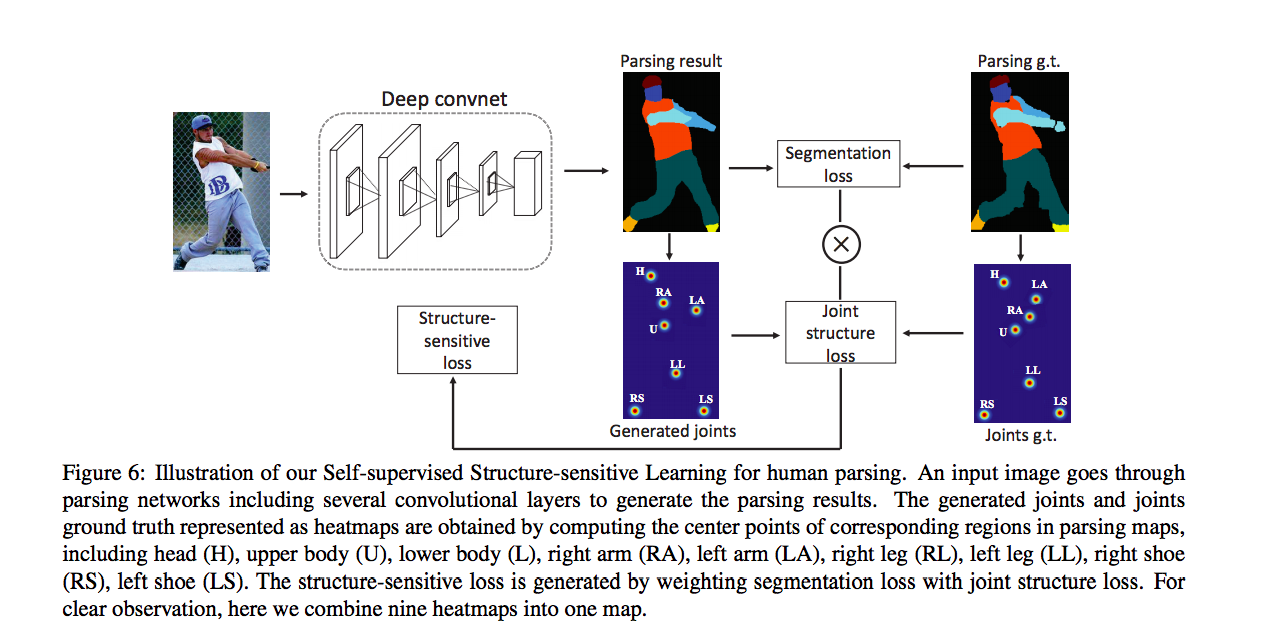 Parsing result
Parsing g.t.
Deep convnet
Segmentation
loss
H
RA
LA
U
LL
RS
LS
Generated joints
Structure-
sensitive
loss
Joint
structure
loss
H
LA
RA
U
LL
RS
LS
Joints g.t.
Figure 6: Illustration of our Self-supervised Structure-sensitive Learning for human parsing. An input image goes through
parsing networks including several convolutional layers to generate the parsing results. The generated joints and joints
ground truth represented as heatmaps are obtained by computing the center points of corresponding regions in parsing maps,
including head (H), upper body (U), lower body (L), right arm (RA), left arm (LA), right leg (RL), left leg (LL), right shoe
(RS), left shoe (LS). The structure-sensitive loss is generated by weighting segmentation loss with joint structure loss. For
clear observation, here we combine nine heatmaps into one map.